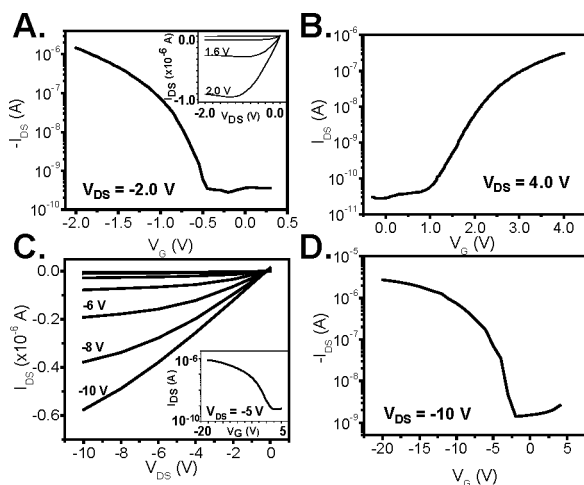 A.
10⁻⁶
10⁻⁷
10⁻⁸
10⁻⁹
10⁻¹⁰
-I_DS (A)
V_DS = -2.0 V
-2.0 -1.5 -1.0 -0.5 0.0 0.5
V_G (V)
0.0
-1.0
I_DS (x10⁻⁶ A)
1.6 V
2.0 V
-2.0 0.0
V_DS (V)
B.
10⁻⁶
10⁻⁷
10⁻⁸
10⁻⁹
10⁻¹⁰
10⁻¹¹
I_DS (A)
V_DS = 4.0 V
0.0 1.0 2.0 3.0 4.0
V_G (V)
C.
0.0
-0.2
-0.4
-0.6
I_DS (x10⁻⁶ A)
-6 V
-8 V
-10 V
-10 -8 -6 -4 -2 0
V_DS (V)
10⁻⁶
10⁻¹⁰
I_DS (A)
V_DS = -5 V
-20 5
V_G (V)
D.
10⁻⁵
10⁻⁶
10⁻⁷
10⁻⁸
10⁻⁹
-I_DS (A)
V_DS = -10 V
-20 -15 -10 -5 0 5
V_G (V)